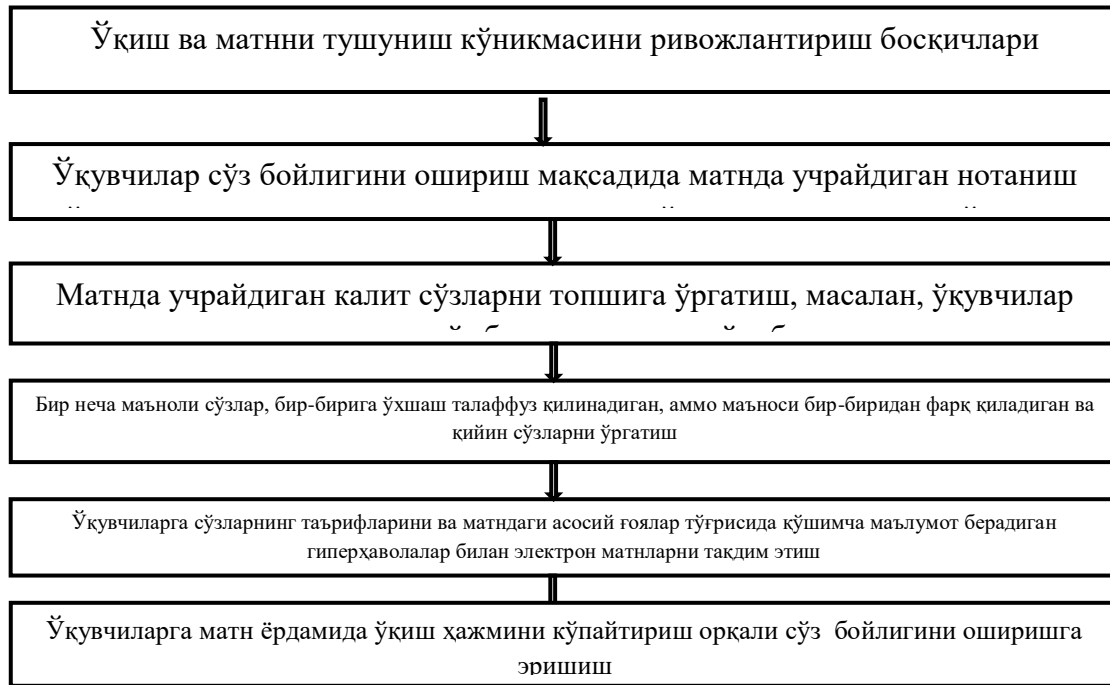 Ўқиш ва матнни тушуниш кўникмасини ривожлантириш босқичлари
Ўқувчилар сўз бойлигини ошириш мақсадида матнда учрайдиган нотаниш
Матнда учрайдиган калит сўзларни топшига ўргатиш, масалан, ўқувчилар
Бир неча маъноли сўзлар, бир-бирига ўхшаш талаффуз қилинадиган, аммо маъноси бир-биридан фарқ қиладиган ва
қийин сўзларни ўргатиш
Ўқувчиларга сўзларнинг таърифларини ва матндаги асосий ғоялар тўғрисида қўшимча маълумот берадиган
гиперҳаволалар билан электрон матнларни тақдим этиш
Ўқувчиларга матн ёрдамида ўқиш ҳажмини кўпайтириш орқали сўз бойлигини оширишга
эришиш